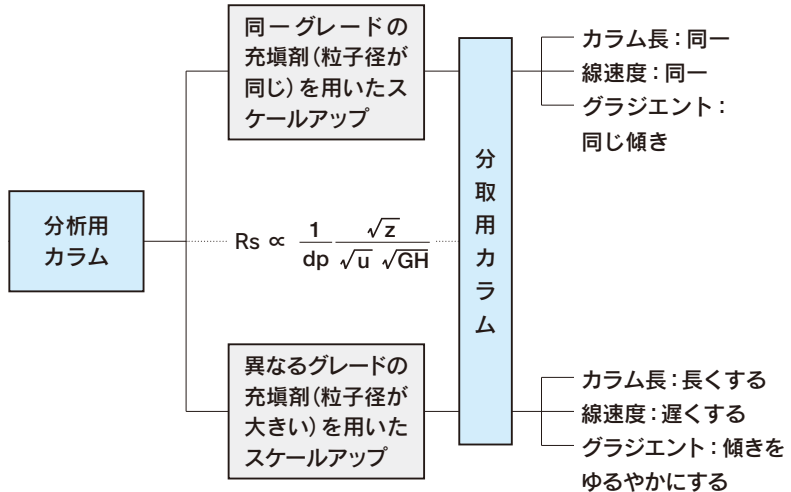 分析用
カラム
同一グレードの
充塡剤（粒子径が
同じ）を用いたス
ケールアップ
Rs ∝ 1/dp √z/(√u √GH)
異なるグレードの
充塡剤（粒子径が
大きい）を用いた
スケールアップ
分取用カラム
カラム長：同一
線速度：同一
グラジエント：
同じ傾き
カラム長：長くする
線速度：遅くする
グラジエント：傾きを
ゆるやかにする